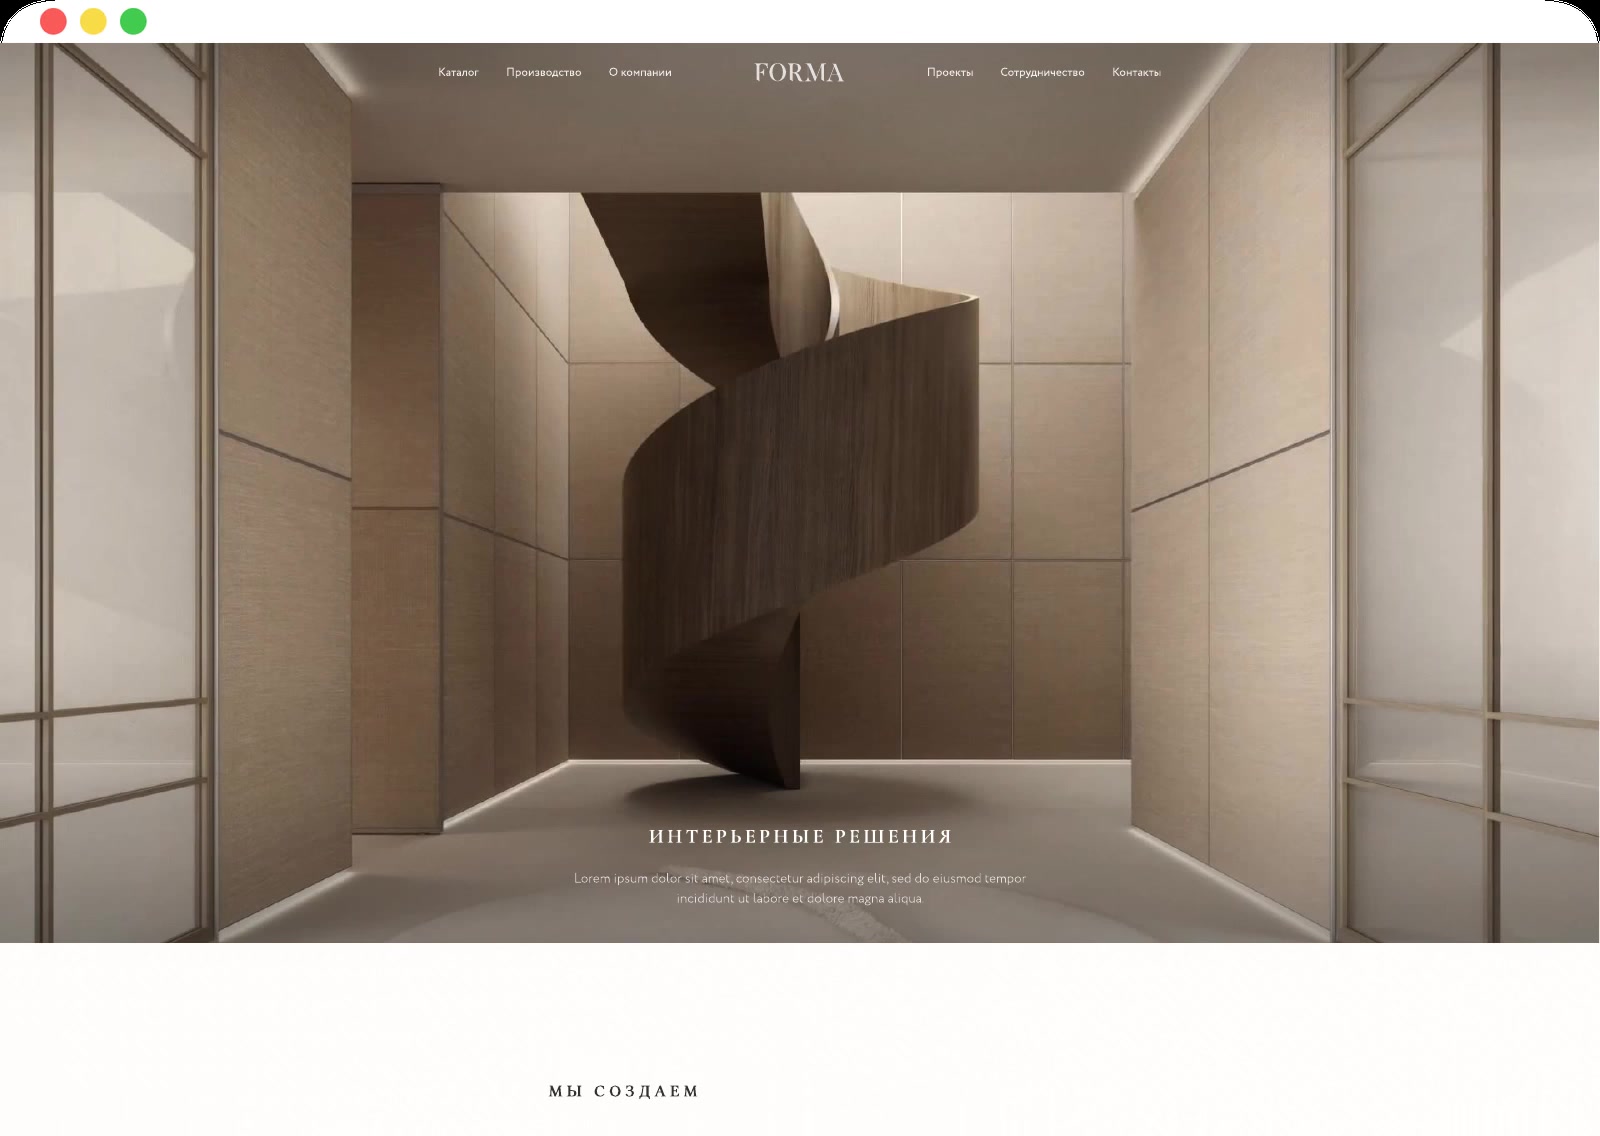 Каталог Производство О компании FORMA Проекты Сотрудничество Контакты
ИНТЕРЬЕРНЫЕ РЕШЕНИЯ
Lorem ipsum dolor sit amet, consectetur adipiscing elit, sed do eiusmod tempor
incididunt ut labore et dolore magna aliqua.
МЫ СОЗДАЕМ